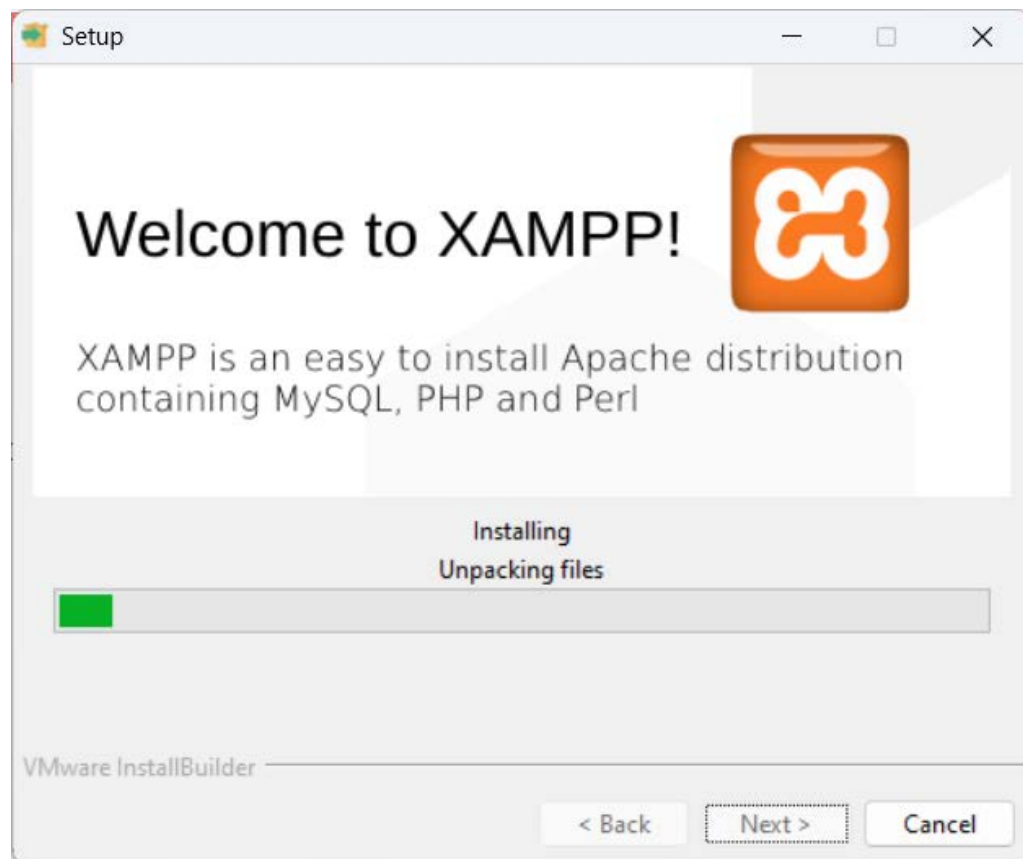 Setup
Welcome to XAMPP!
XAMPP is an easy to install Apache distribution
containing MySQL, PHP and Perl
Installing
Unpacking files
VMware InstallBuilder
< Back
Next >
Cancel